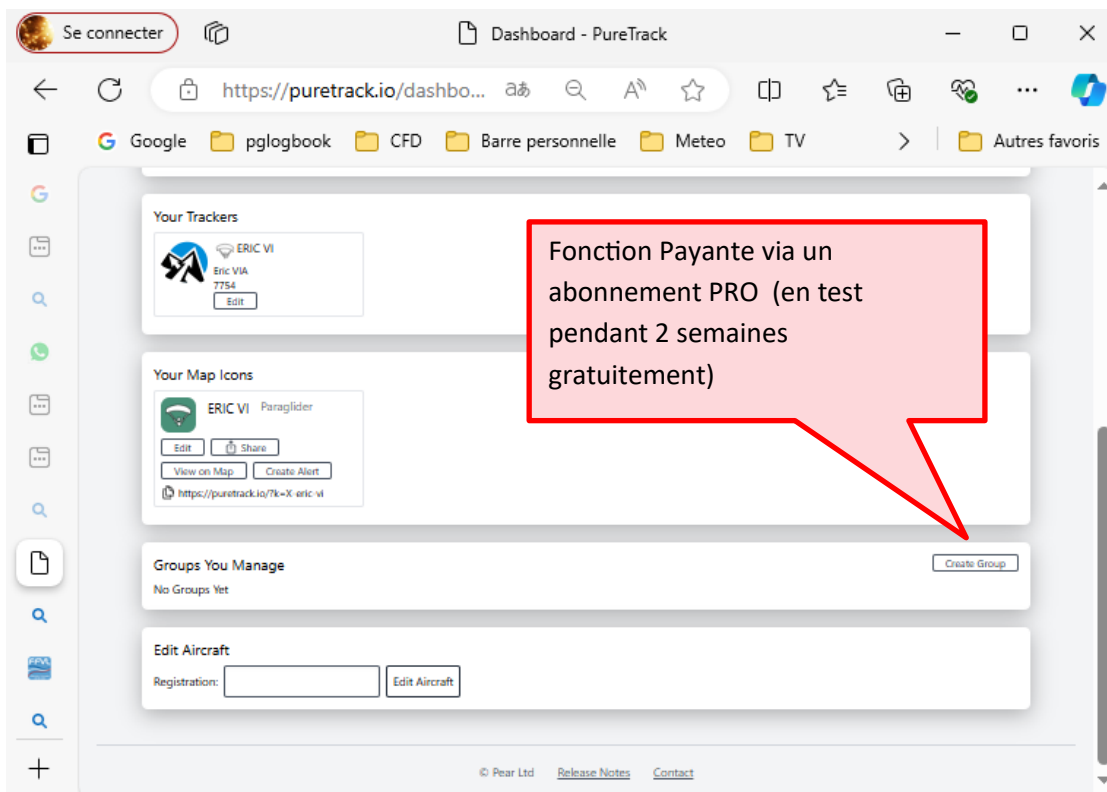 Se connecter
Dashboard - PureTrack
https://puretrack.io/dashbo...
Google
pglogbook
CFD
Barre personnelle
Meteo
TV
Autres favoris
Your Trackers
ERIC VI
Eric VIA
7754
Edit
Fonction Payante via un
abonnement PRO (en test
pendant 2 semaines
gratuitement)
Your Map Icons
ERIC VI Paraglider
Edit Share
View on Map Create Alert
https://puretrack.io/?k=X-eric-vi
Groups You Manage
Create Group
No Groups Yet
Edit Aircraft
Registration: Edit Aircraft
FFVL
© Pear Ltd Release Notes Contact